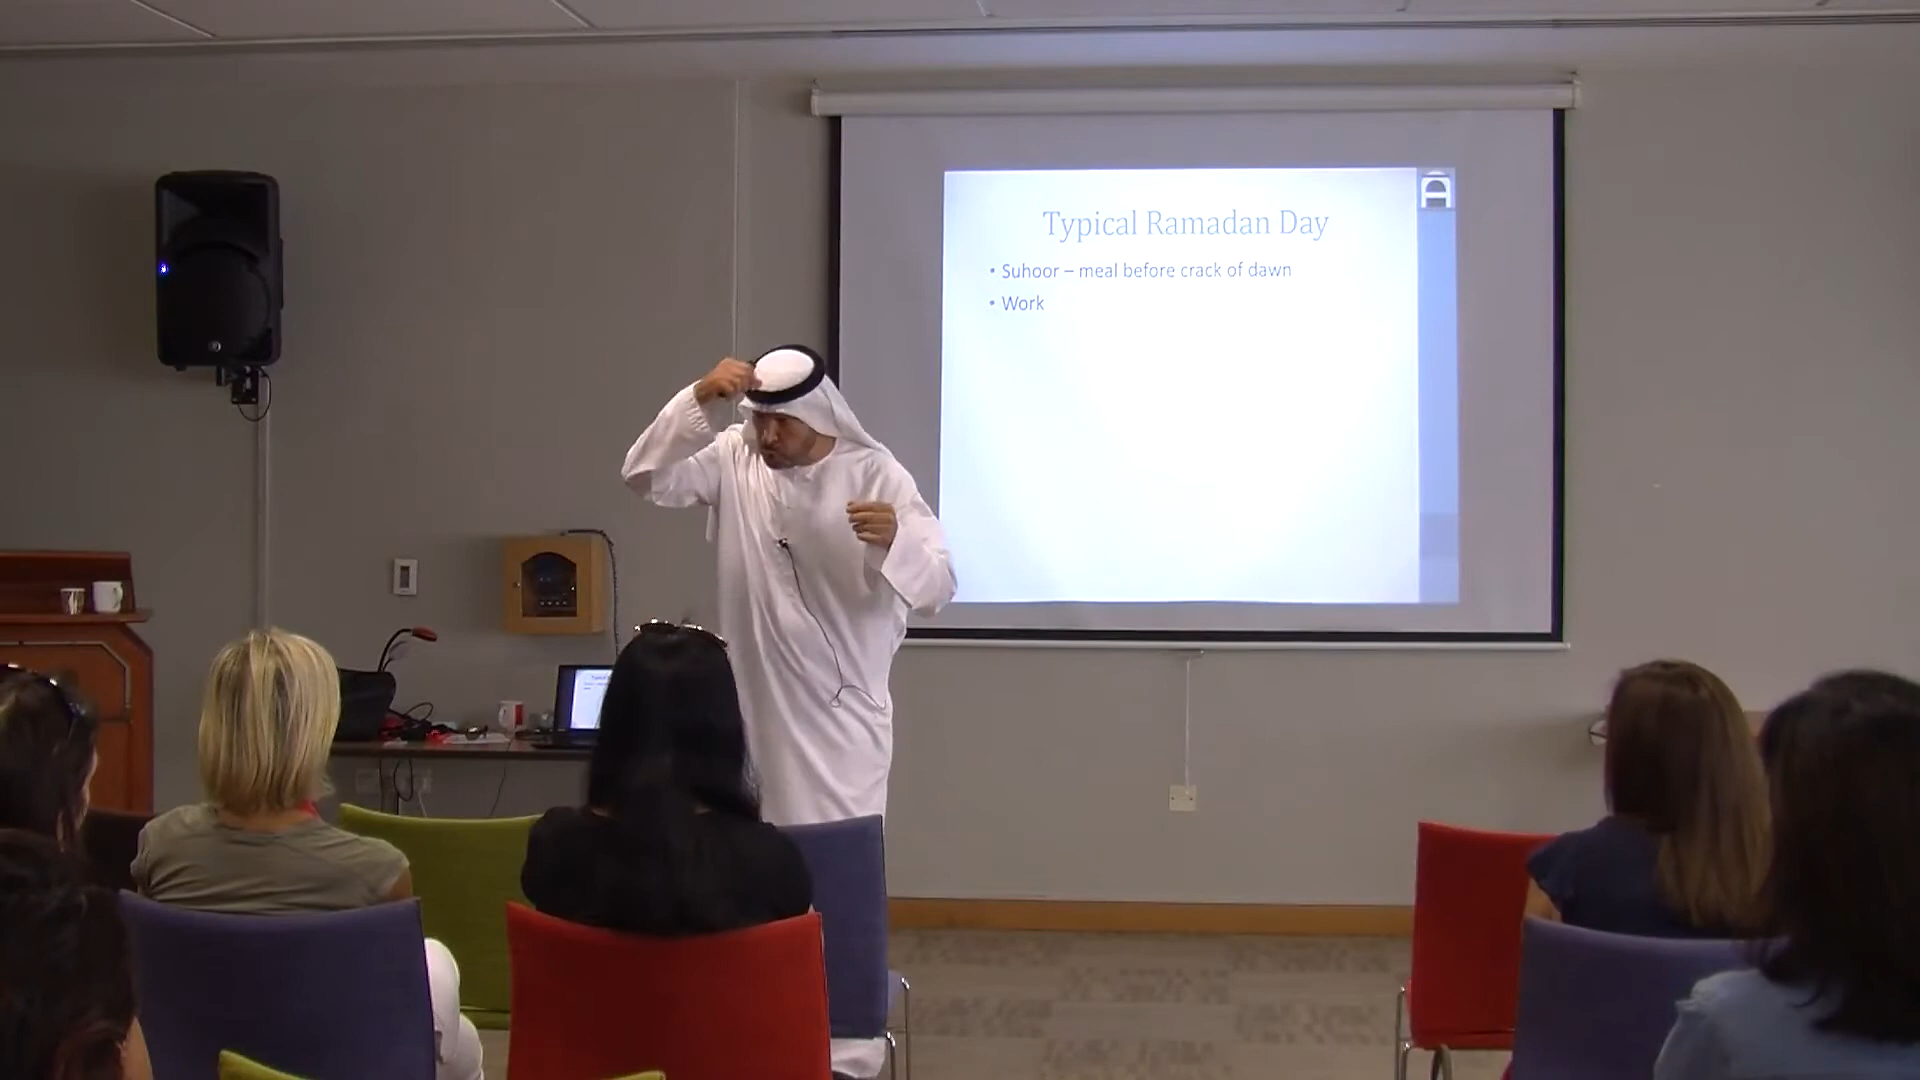 Typical Ramadan Day
• Suhoor – meal before crack of dawn
• Work